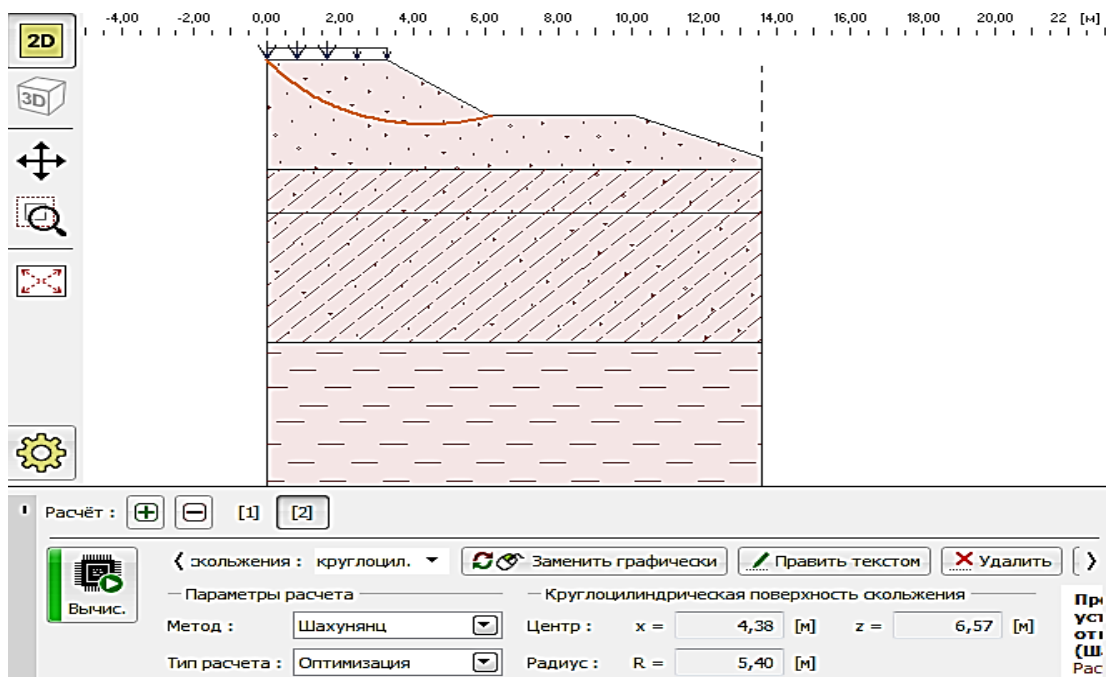 -4,00 -2,00 0,00 2,00 4,00 6,00 8,00 10,00 12,00 14,00 16,00 18,00 20,00 22 [м]
2D
3D
Расчёт : [1] [2]
скольжения : круглоцил. Заменить графически Править текстом Удалить
Вычис.
Параметры расчета Круглоцилиндрическая поверхность скольжения
Метод : Шахунянц Центр : x = 4,38 [м] z = 6,57 [м]
Тип расчета : Оптимизация Радиус : R = 5,40 [м]
Рас